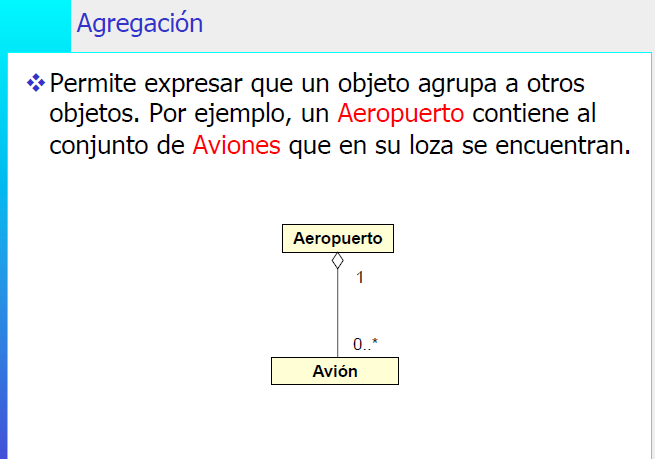 Agregación
Permite expresar que un objeto agrupa a otros
objetos. Por ejemplo, un Aeropuerto contiene al
conjunto de Aviones que en su loza se encuentran.
Aeropuerto
1
0..*
Avión